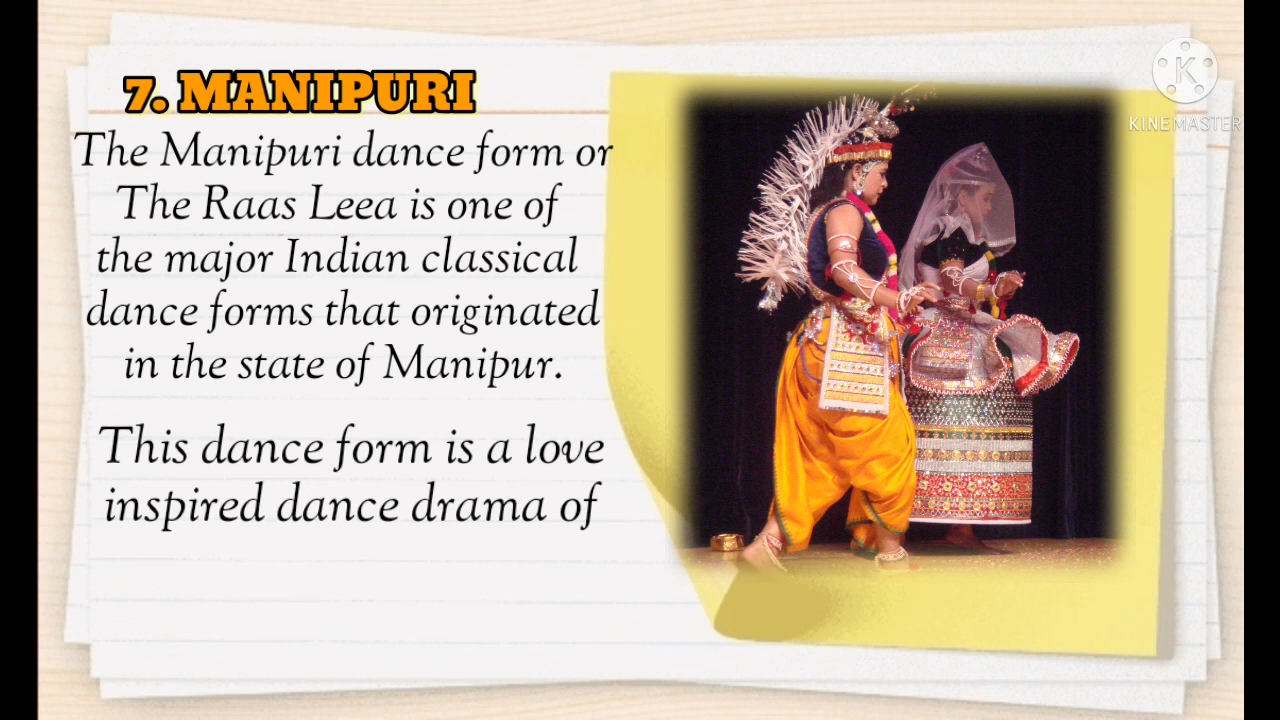 7. MANIPURI
The Manipuri dance form or
The Raas Leea is one of
the major Indian classical
dance forms that originated
in the state of Manipur.
This dance form is a love
inspired dance drama of
K
KINEMASTER